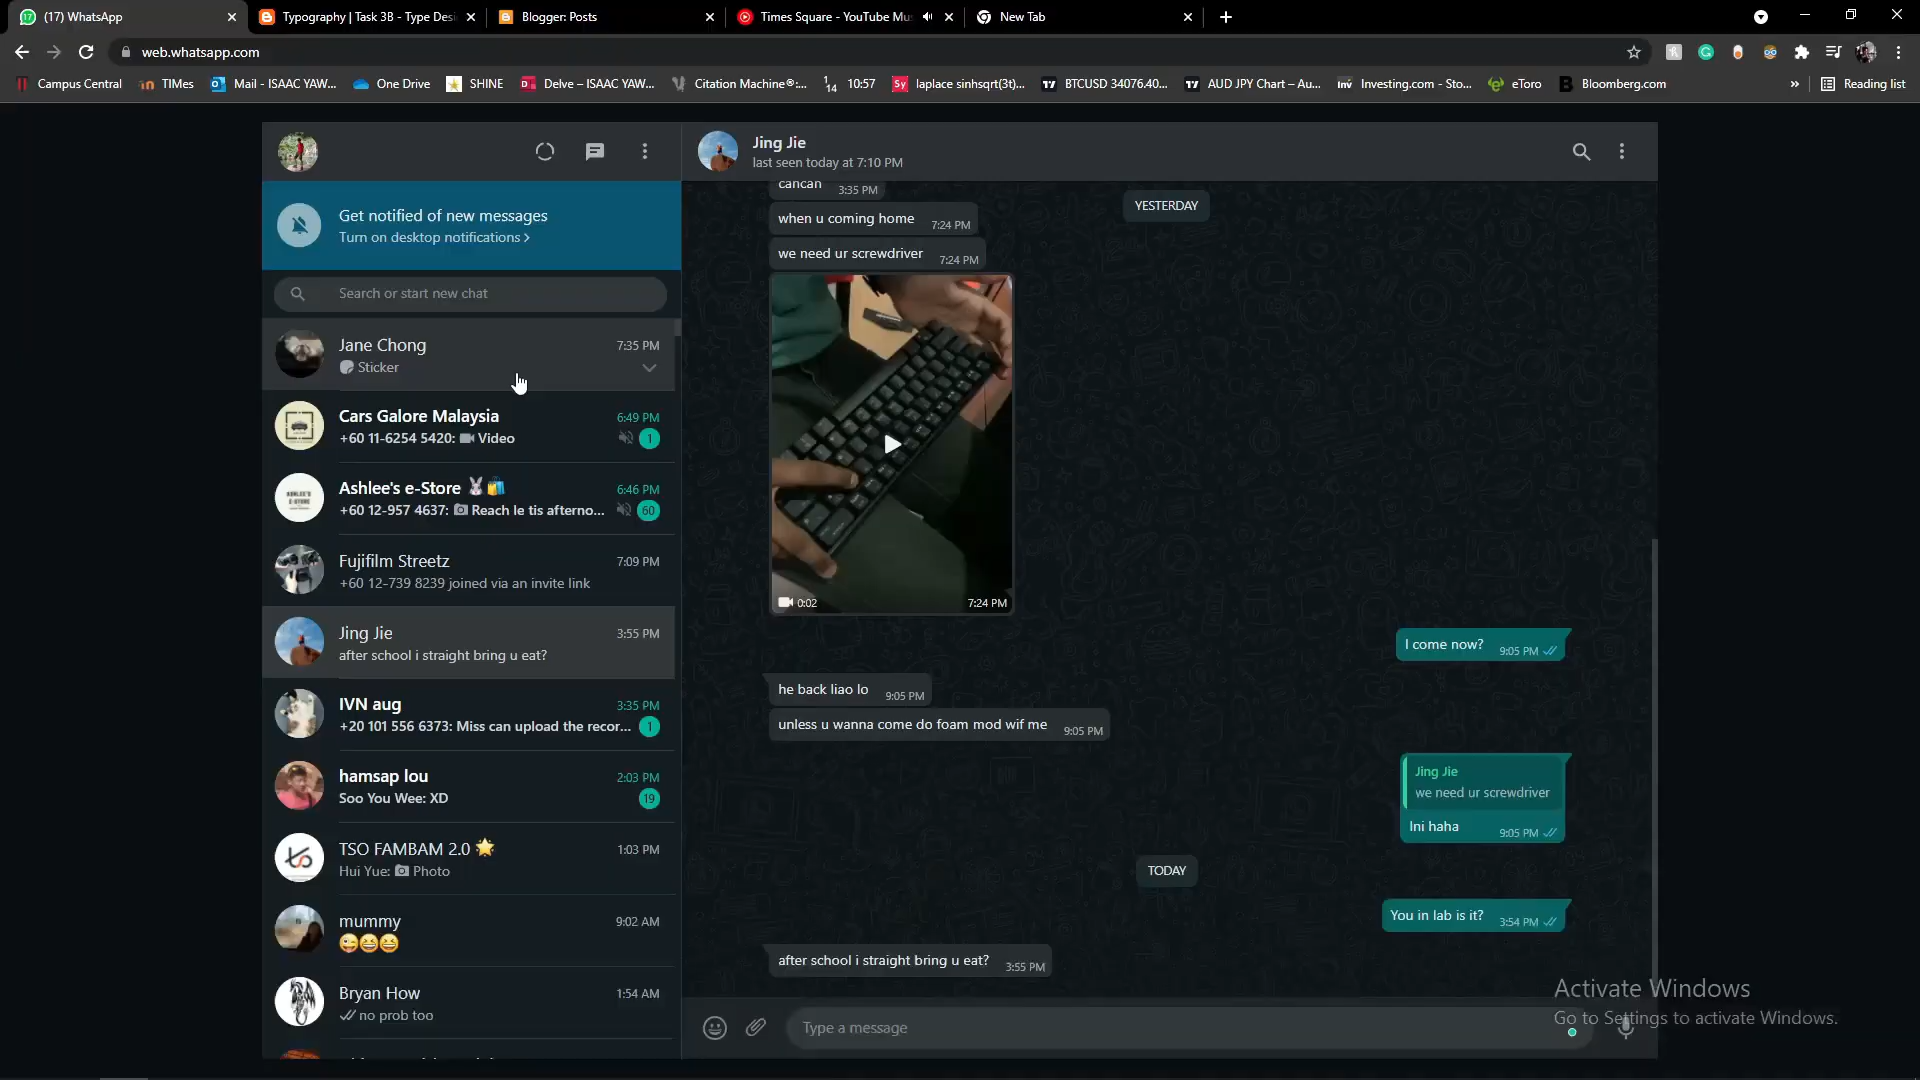 (17) WhatsApp
Typography | Task 3B - Type Desi
Blogger: Posts
Times Square - YouTube Mus
New Tab
web.whatsapp.com
Campus Central
TIMes
Mail - ISAAC YAW...
One Drive
SHINE
Delve – ISAAC YAW...
Citation Machine®:...
10:57
laplace sinhsqrt(3t)...
BTCUSD 34076.40...
AUD JPY Chart – Au...
Investing.com - Sto...
eToro
Bloomberg.com
»
Reading list
Get notified of new messages
Turn on desktop notifications >
Search or start new chat
Jane Chong 7:35 PM
Sticker
Cars Galore Malaysia 6:49 PM
+60 11-6254 5420: Video 1
Ashlee's e-Store 🐰🛍️ 6:46 PM
+60 12-957 4637: Reach le tis afterno... 60
Fujifilm Streetz 7:09 PM
+60 12-739 8239 joined via an invite link
Jing Jie 3:55 PM
after school i straight bring u eat?
IVN aug 3:35 PM
+20 101 556 6373: Miss can upload the recor... 1
hamsap lou 2:03 PM
Soo You Wee: XD 19
TSO FAMBAM 2.0 🌟 1:03 PM
Hui Yue: Photo
mummy 9:02 AM
😜😆😆
Bryan How 1:54 AM
no prob too
Jing Jie
last seen today at 7:10 PM
cancan 3:35 PM
YESTERDAY
when u coming home 7:24 PM
we need ur screwdriver 7:24 PM
0:02 7:24 PM
I come now? 9:05 PM
he back liao lo 9:05 PM
unless u wanna come do foam mod wif me 9:05 PM
Jing Jie
we need ur screwdriver
Ini haha 9:05 PM
TODAY
You in lab is it? 3:54 PM
after school i straight bring u eat? 3:55 PM
Type a message
Activate Windows
Go to Settings to activate Windows.